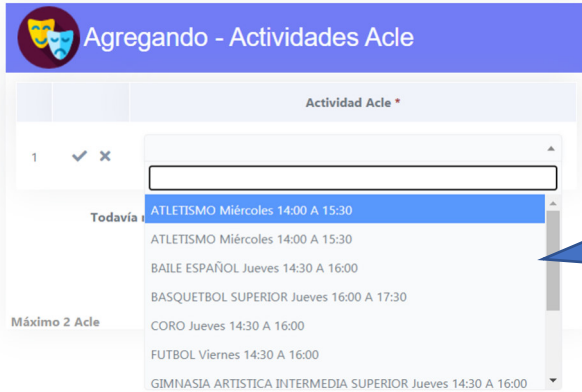 Agregando - Actividades Acle
Actividad Acle *
1
ATLETISMO Miércoles 14:00 A 15:30
Todavía
ATLETISMO Miércoles 14:00 A 15:30
BAILE ESPAÑOL Jueves 14:30 A 16:00
BASQUETBOL SUPERIOR Jueves 16:00 A 17:30
Máximo 2 Acle
CORO Jueves 14:30 A 16:00
FUTBOL Viernes 14:30 A 16:00
GIMNASIA ARTISTICA INTERMEDIA SUPERIOR Jueves 14:30 A 16:00